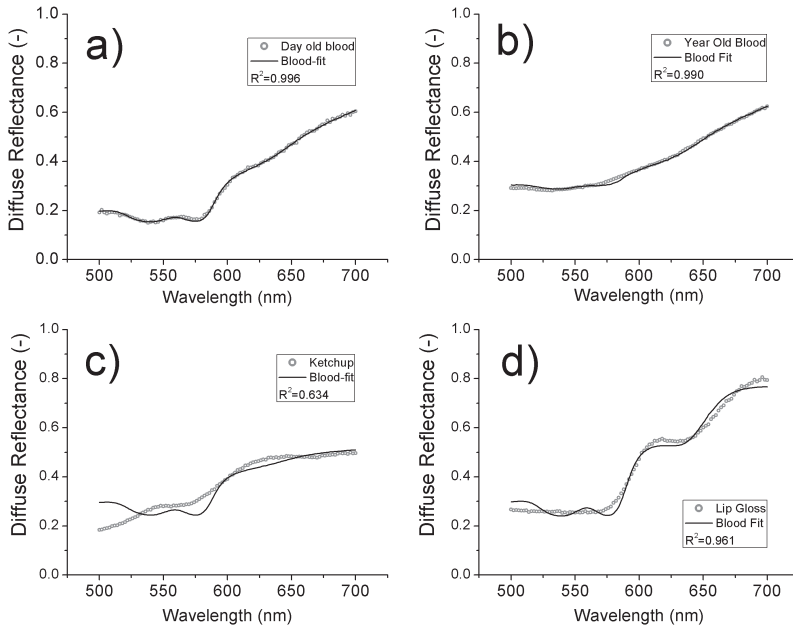 a)
Day old blood
Blood-fit
R²=0.996
1.0
0.8
0.6
0.4
0.2
0.0
Diffuse Reflectance (-)
500 550 600 650 700
Wavelength (nm)
b)
Year Old Blood
Blood Fit
R²=0.990
1.0
0.8
0.6
0.4
0.2
0.0
Diffuse Reflectance (-)
500 550 600 650 700
Wavelength (nm)
c)
Ketchup
Blood-fit
R²=0.634
1.0
0.8
0.6
0.4
0.2
0.0
Diffuse Reflectance (-)
500 550 600 650 700
Wavelength (nm)
d)
Lip Gloss
Blood Fit
R²=0.961
1.0
0.8
0.6
0.4
0.2
0.0
Diffuse Reflectance (-)
500 550 600 650 700
Wavelength (nm)